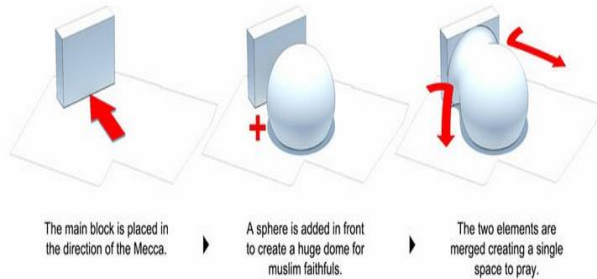 The main block is placed in
the direction of the Mecca.
A sphere is added in front
to create a huge dome for
muslim faithfuls.
The two elements are
merged creating a single
space to pray.